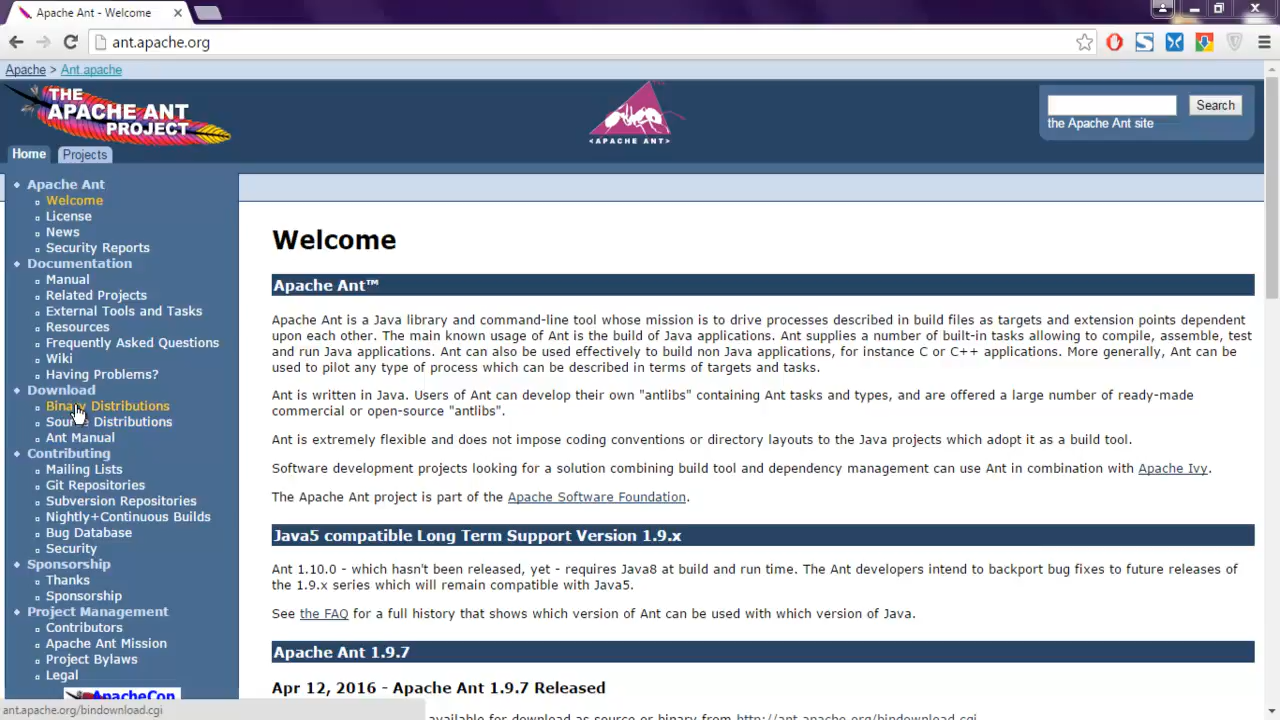 Apache Ant - Welcome
ant.apache.org
Apache > Ant.apache
THE
APACHE ANT
PROJECT
<APACHE ANT>
Search
the Apache Ant site
Home Projects
Apache Ant
Welcome
License
News
Security Reports
Documentation
Manual
Related Projects
External Tools and Tasks
Resources
Frequently Asked Questions
Wiki
Having Problems?
Download
Binary Distributions
Source Distributions
Ant Manual
Contributing
Mailing Lists
Git Repositories
Subversion Repositories
Nightly+Continuous Builds
Bug Database
Security
Sponsorship
Thanks
Sponsorship
Project Management
Contributors
Apache Ant Mission
Project Bylaws
Legal
ApacheCon
ant.apache.org/bindownload.cgi
Welcome
Apache Ant™
Apache Ant is a Java library and command-line tool whose mission is to drive processes described in build files as targets and extension points dependent
upon each other. The main known usage of Ant is the build of Java applications. Ant supplies a number of built-in tasks allowing to compile, assemble, test
and run Java applications. Ant can also be used effectively to build non Java applications, for instance C or C++ applications. More generally, Ant can be
used to pilot any type of process which can be described in terms of targets and tasks.
Ant is written in Java. Users of Ant can develop their own "antlibs" containing Ant tasks and types, and are offered a large number of ready-made
commercial or open-source "antlibs".
Ant is extremely flexible and does not impose coding conventions or directory layouts to the Java projects which adopt it as a build tool.
Software development projects looking for a solution combining build tool and dependency management can use Ant in combination with Apache Ivy.
The Apache Ant project is part of the Apache Software Foundation.
Java5 compatible Long Term Support Version 1.9.x
Ant 1.10.0 - which hasn't been released, yet - requires Java8 at build and run time. The Ant developers intend to backport bug fixes to future releases of
the 1.9.x series which will remain compatible with Java5.
See the FAQ for a full history that shows which version of Ant can be used with which version of Java.
Apache Ant 1.9.7
Apr 12, 2016 - Apache Ant 1.9.7 Released
available for download as source or binary from http://ant.apache.org/bindownload.cgi